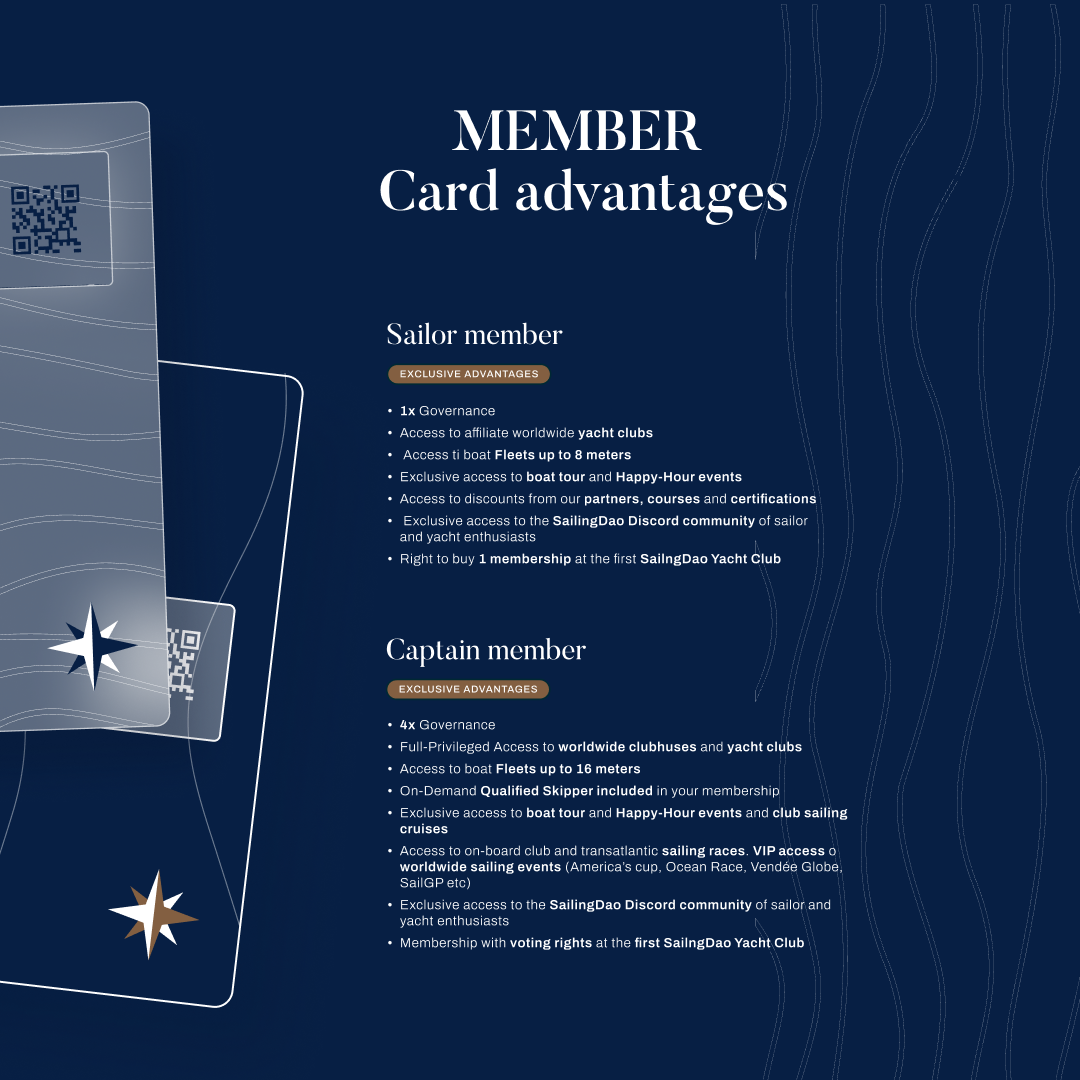 MEMBER
Card advantages
Sailor member
EXCLUSIVE ADVANTAGES
• 1x Governance
• Access to affiliate worldwide yacht clubs
• Access ti boat Fleets up to 8 meters
• Exclusive access to boat tour and Happy-Hour events
• Access to discounts from our partners, courses and certifications
• Exclusive access to the SailingDao Discord community of sailor
and yacht enthusiasts
• Right to buy 1 membership at the first SailngDao Yacht Club
Captain member
EXCLUSIVE ADVANTAGES
• 4x Governance
• Full-Privileged Access to worldwide clubhuses and yacht clubs
• Access to boat Fleets up to 16 meters
• On-Demand Qualified Skipper included in your membership
• Exclusive access to boat tour and Happy-Hour events and club sailing
cruises
• Access to on-board club and transatlantic sailing races. VIP access o
worldwide sailing events (America's cup, Ocean Race, Vendée Globe,
SailGP etc)
• Exclusive access to the SailingDao Discord community of sailor and
yacht enthusiasts
• Membership with voting rights at the first SailngDao Yacht Club